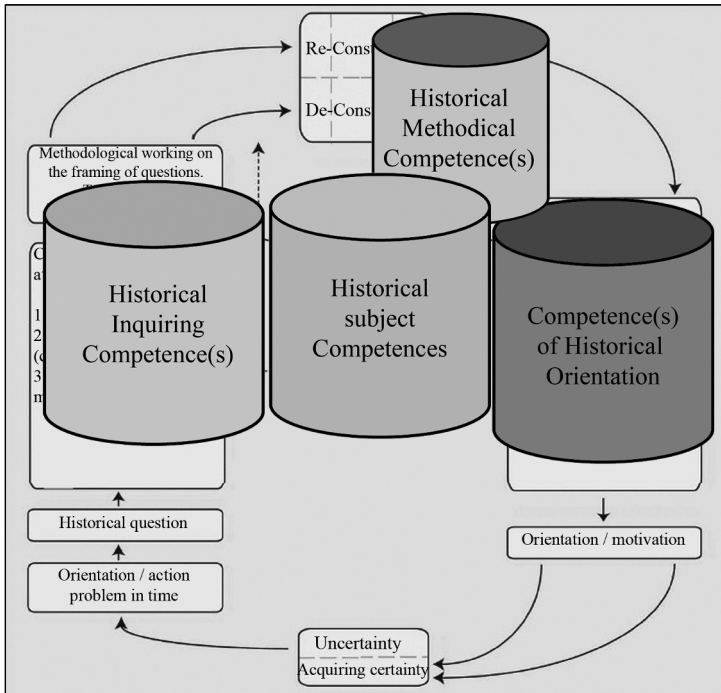 Re-Cons
De-Cons
Historical
Methodical
Competence(s)
Methodological working on
the framing of questions.
Historical
Inquiring
Competence(s)
Historical
subject
Competences
Competence(s)
of Historical
Orientation
1
2
3
m
Historical question
Orientation / motivation
Orientation / action
problem in time
Uncertainty
Acquiring certainty